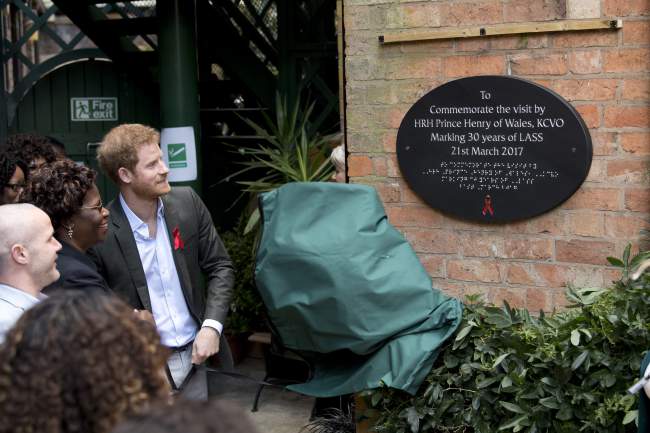 Fire
exit
To
Commemorate the visit by
HRH Prince Henry of Wales, KCVO
Marking 30 years of LASS
21st March 2017